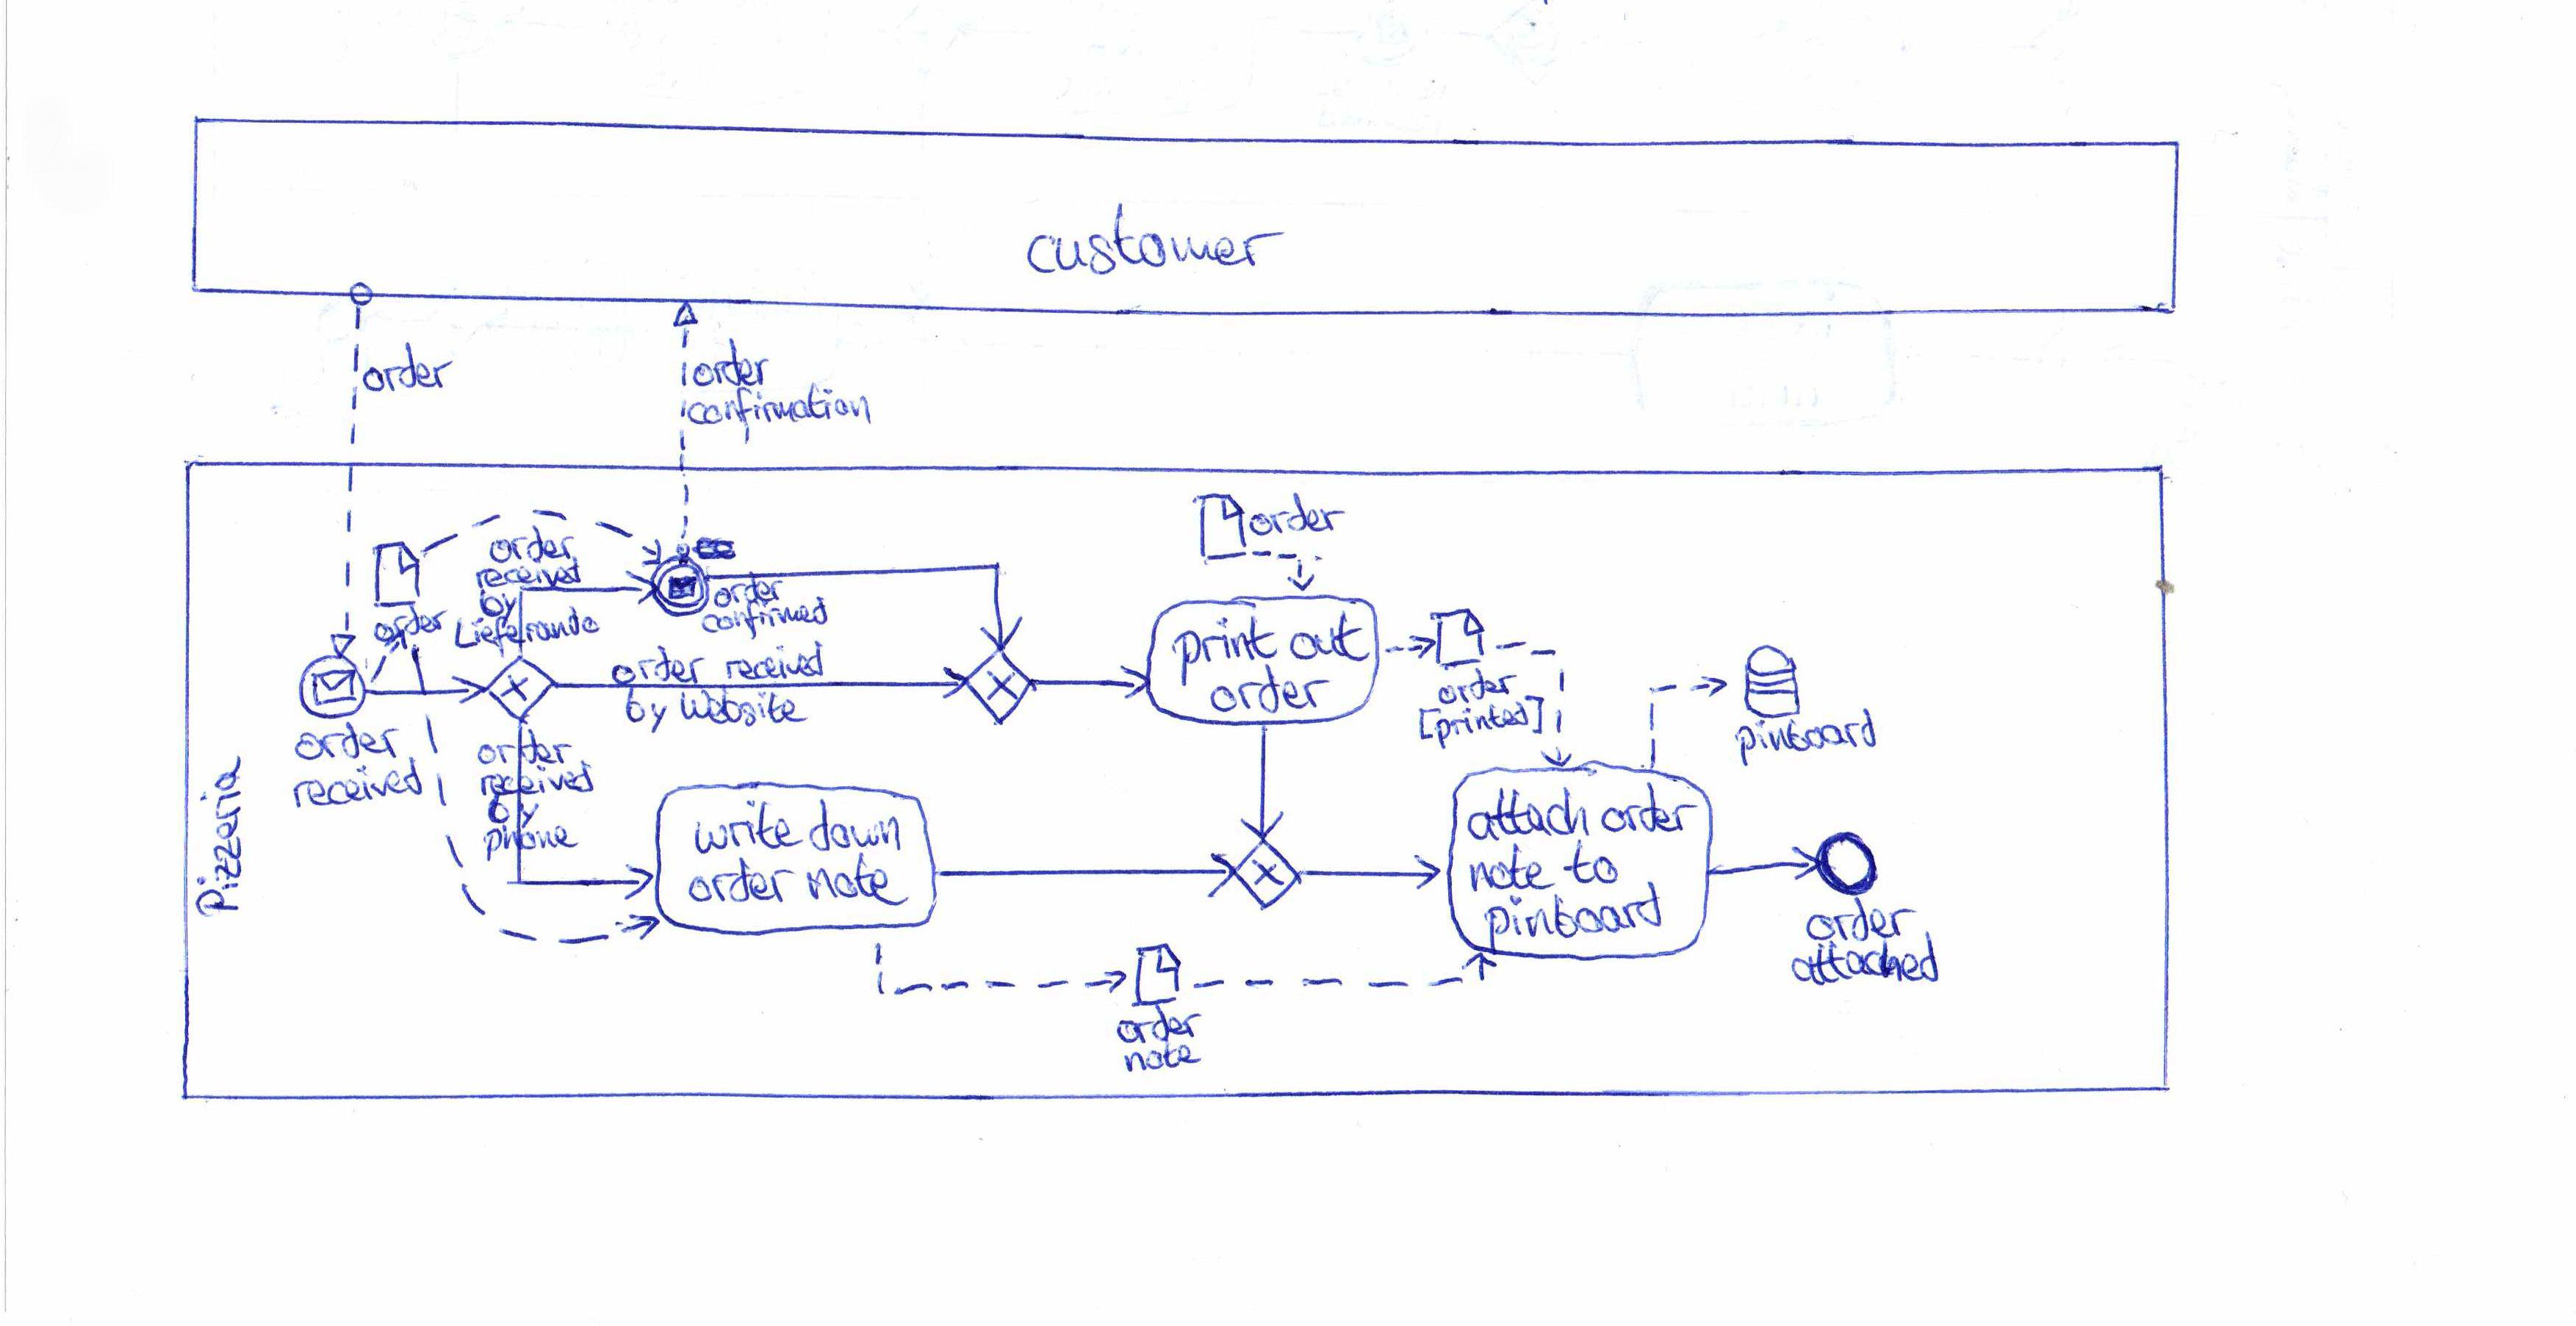 customer
order
order
confirmation
Pizzeria
order
received
order
order
received
by
Lieferando
order
confirmed
order received
by Website
order
received
by
phone
write down
order note
order
note
order
print out
order
order
[printed]
attach order
note to
pinboard
pinboard
order
attached